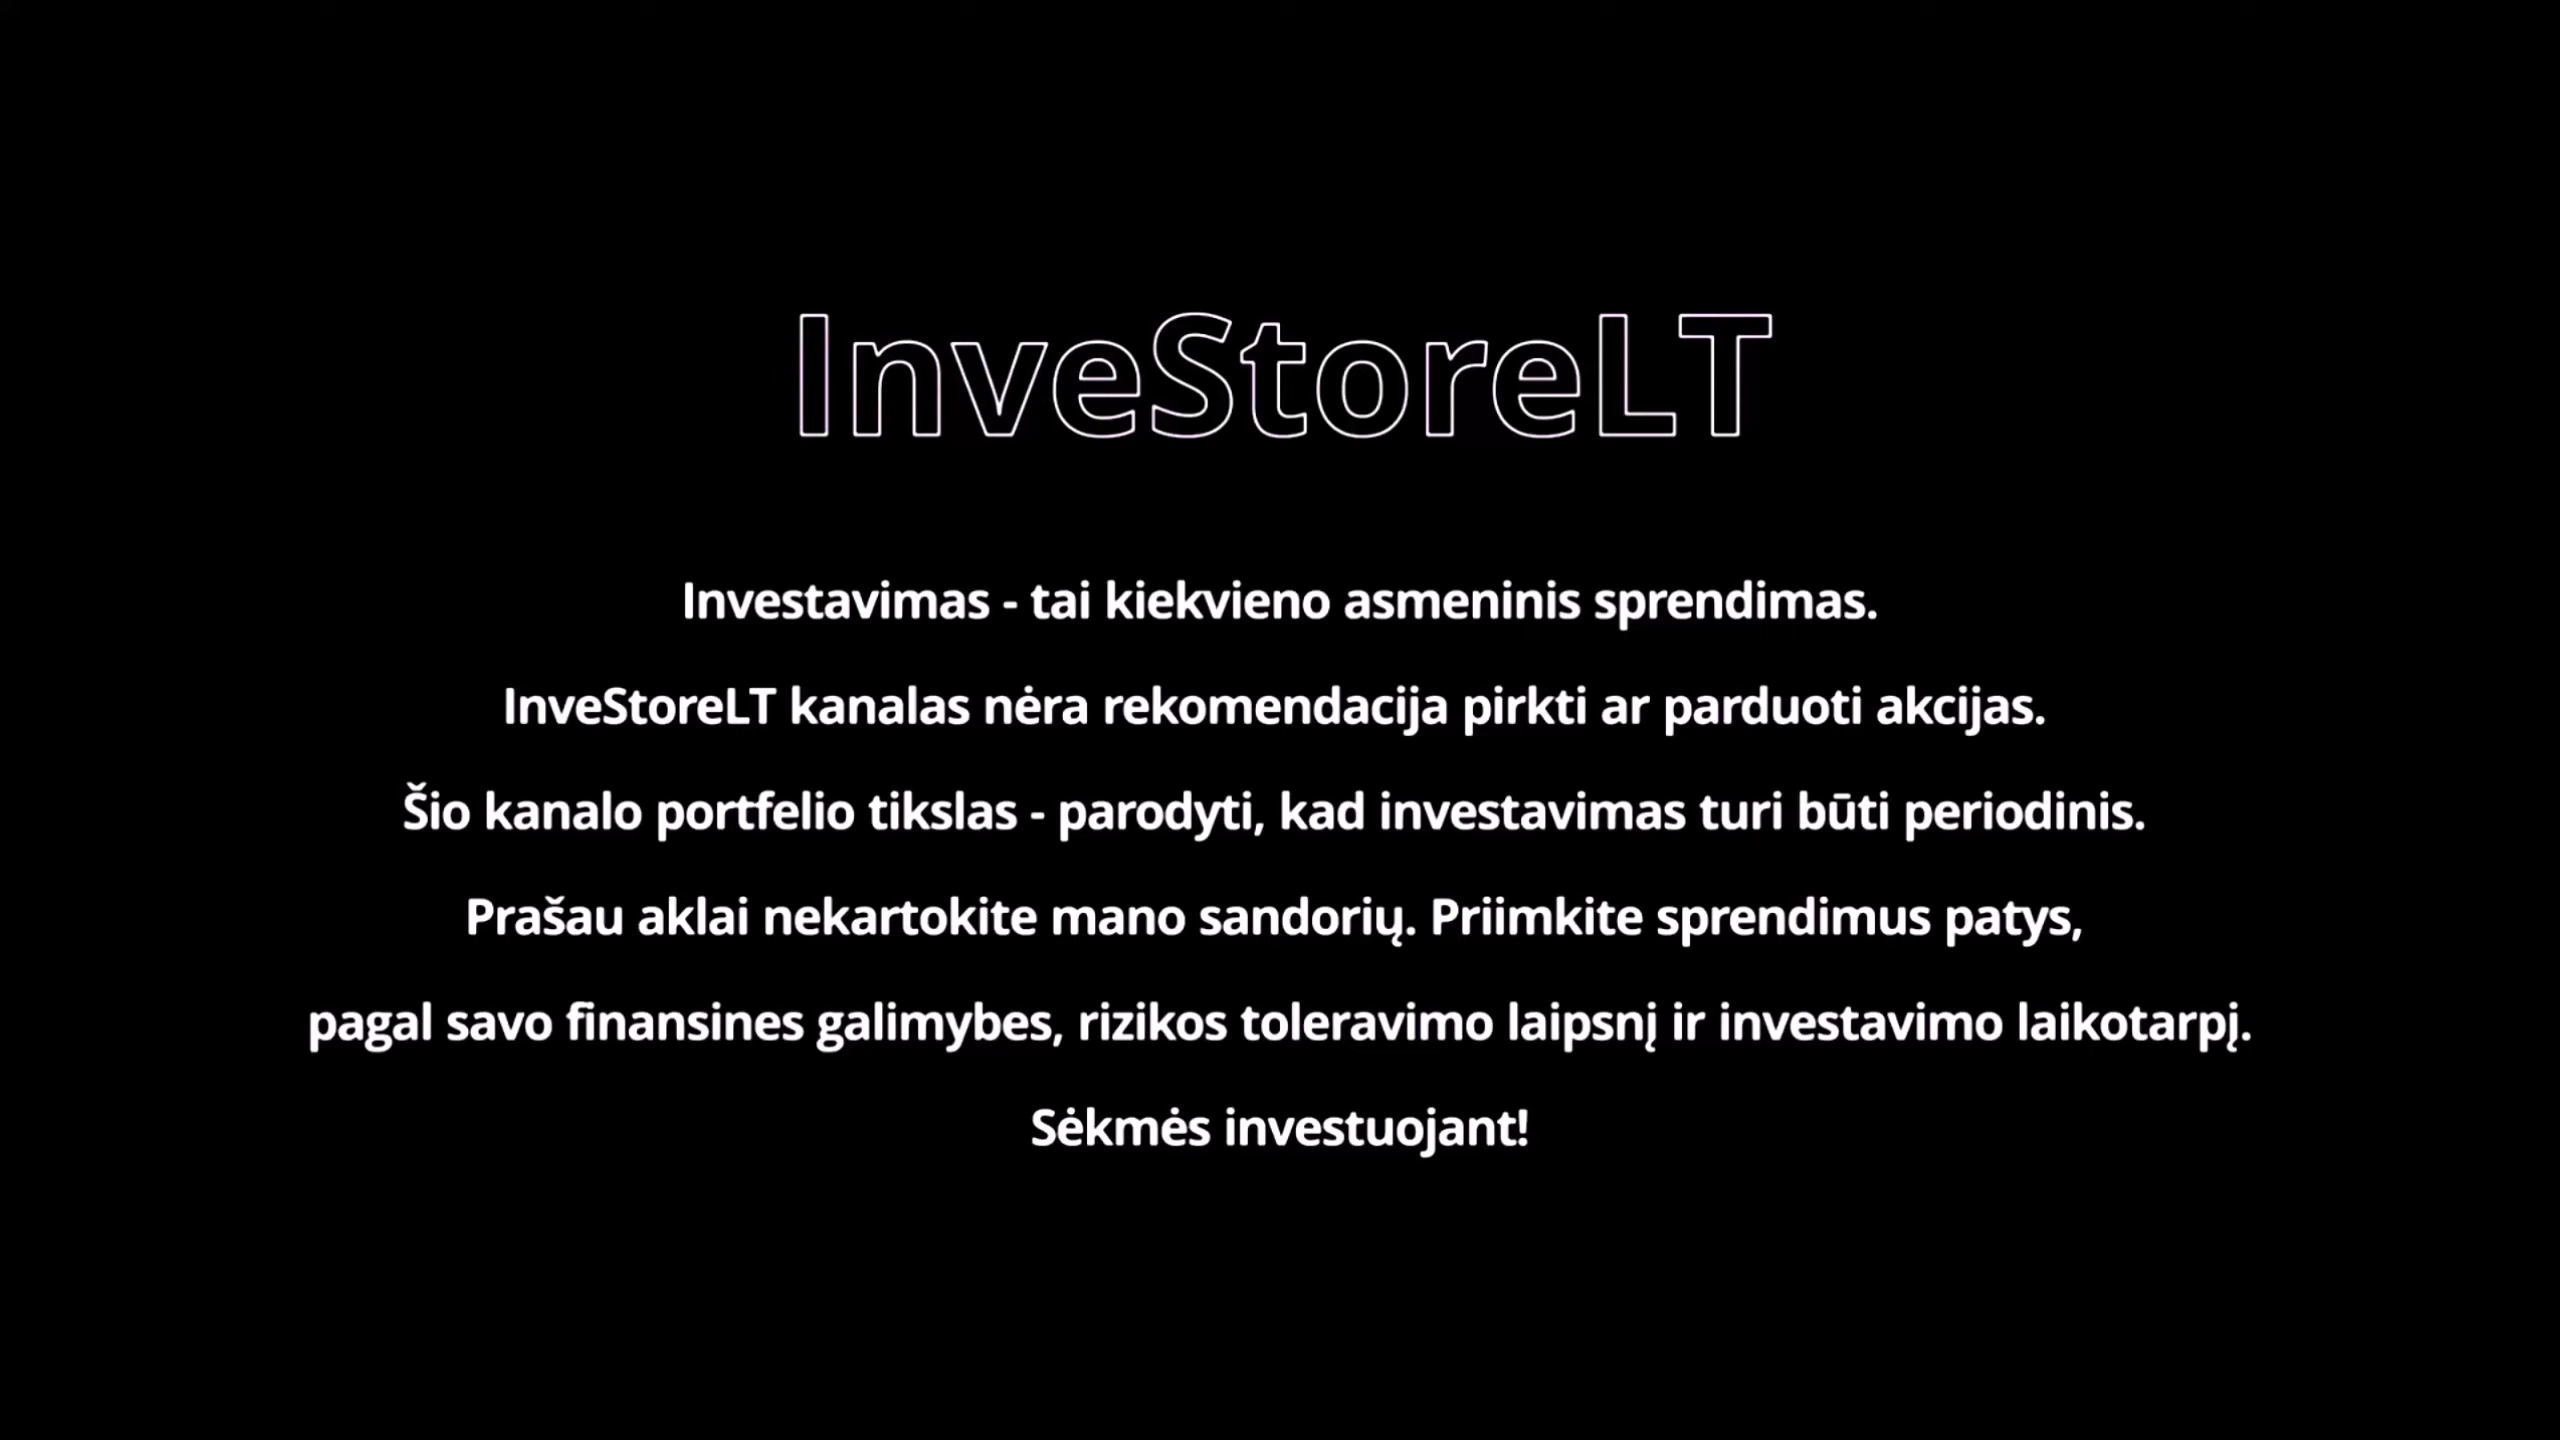 InveStoreLT
Investavimas - tai kiekvieno asmeninis sprendimas.
InveStoreLT kanalas nėra rekomendacija pirkti ar parduoti akcijas.
Šio kanalo portfelio tikslas - parodyti, kad investavimas turi būti periodinis.
Prašau aklai nekartokite mano sandorių. Priimkite sprendimus patys,
pagal savo finansines galimybes, rizikos toleravimo laipsnį ir investavimo laikotarpį.
Sėkmės investuojant!